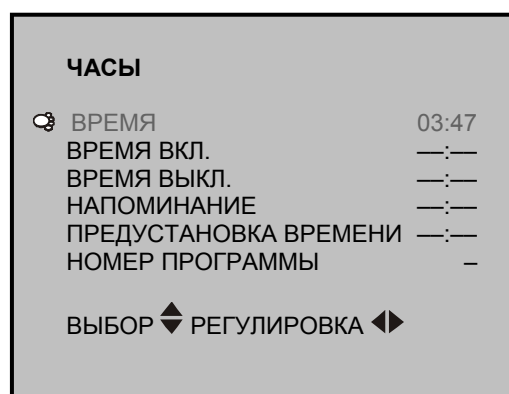 ЧАСЫ
ВРЕМЯ 03:47
ВРЕМЯ ВКЛ. —:—
ВРЕМЯ ВЫКЛ. —:—
НАПОМИНАНИЕ —:—
ПРЕДУСТАНОВКА ВРЕМЕНИ —:—
НОМЕР ПРОГРАММЫ –
ВЫБОР РЕГУЛИРОВКА